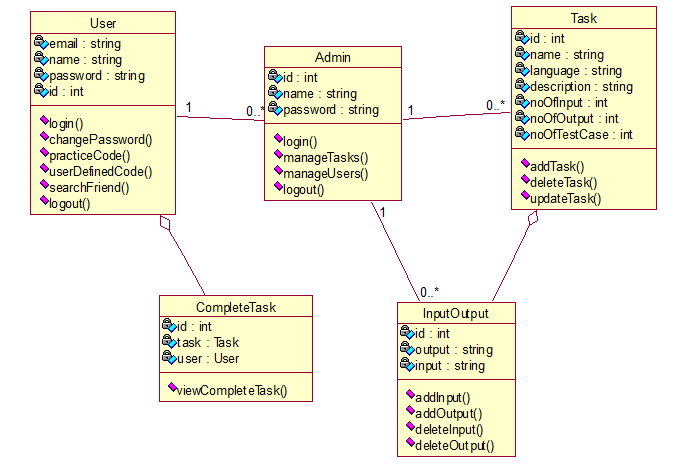 User
email : string
name : string
password : string
id : int
login()
changePassword()
practiceCode()
userDefinedCode()
searchFriend()
logout()
1
0..*
Admin
id : int
name : string
password : string
login()
manageTasks()
manageUsers()
logout()
1
0..*
Task
id : int
name : string
language : string
description : string
noOfInput : int
noOfOutput : int
noOfTestCase : int
addTask()
deleteTask()
updateTask()
1
0..*
CompleteTask
id : int
task : Task
user : User
viewCompleteTask()
InputOutput
id : int
output : string
input : string
addInput()
addOutput()
deleteInput()
deleteOutput()